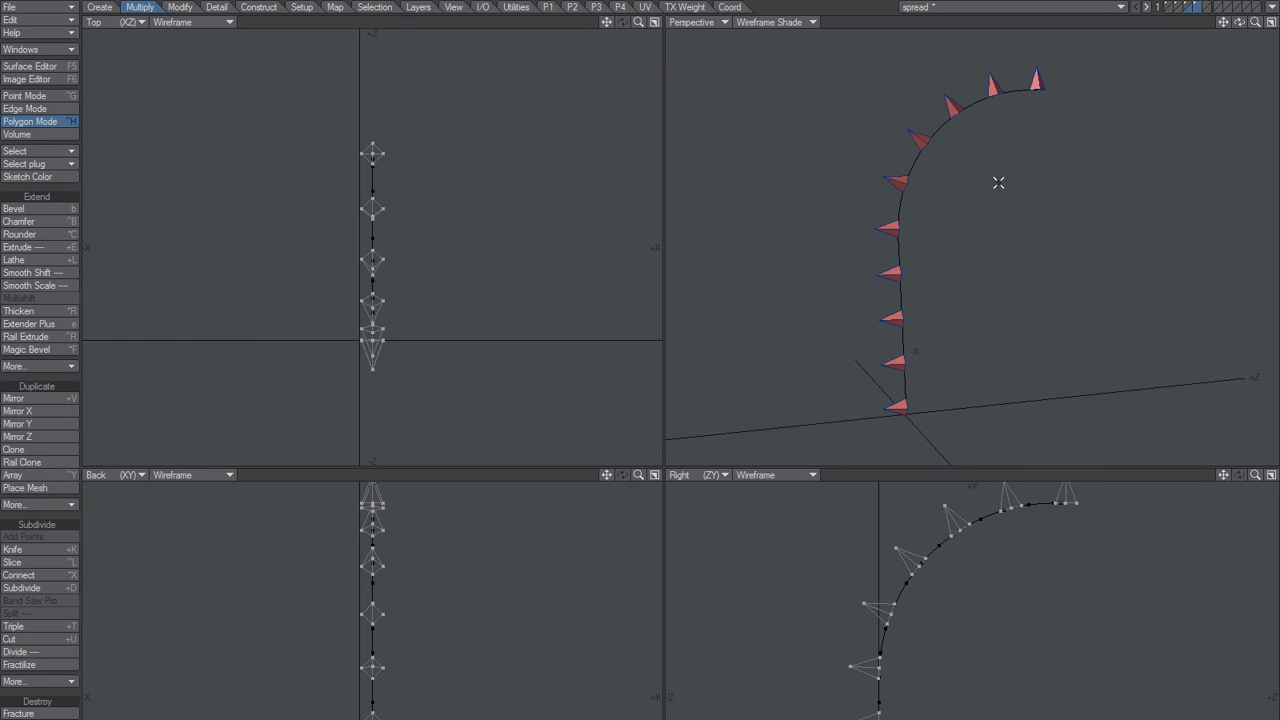 File Create Multiply Modify Detail Construct Setup Map Selection Layers View I/O Utilities P1 P2 P3 P4 UV TX Weight Coord spread * 1
Edit Top (XZ) Wireframe Perspective Wireframe Shade
Help
Windows
Surface Editor F5
Image Editor F6
Point Mode ^G
Edge Mode
Polygon Mode ^H
Volume
Select
Select plug
Sketch Color
Extend
Bevel b
Chamfer ^B
Rounder ^C
Extrude --- +E
Lathe +L
Smooth Shift ---
Smooth Scale ---
Multishift
Thicken ^R
Extender Plus e
Rail Extrude ^R
Magic Bevel ^F
More...
Duplicate
Mirror +V
Mirror X
Mirror Y
Mirror Z
Clone
Rail Clone
Array ^Y
Place Mesh
More...
Subdivide
Add Points
Knife +K
Slice ^L
Connect ^X
Subdivide +D
Band Saw Pro
Split ---
Triple +T
Cut +U
Divide ---
Fractilize
More...
Destroy
Fracture
+Z
-X
+X
-Z
-X
+Z
Back (XY) Wireframe Right (ZY) Wireframe
+Y
-X
+X
-Z
+Z